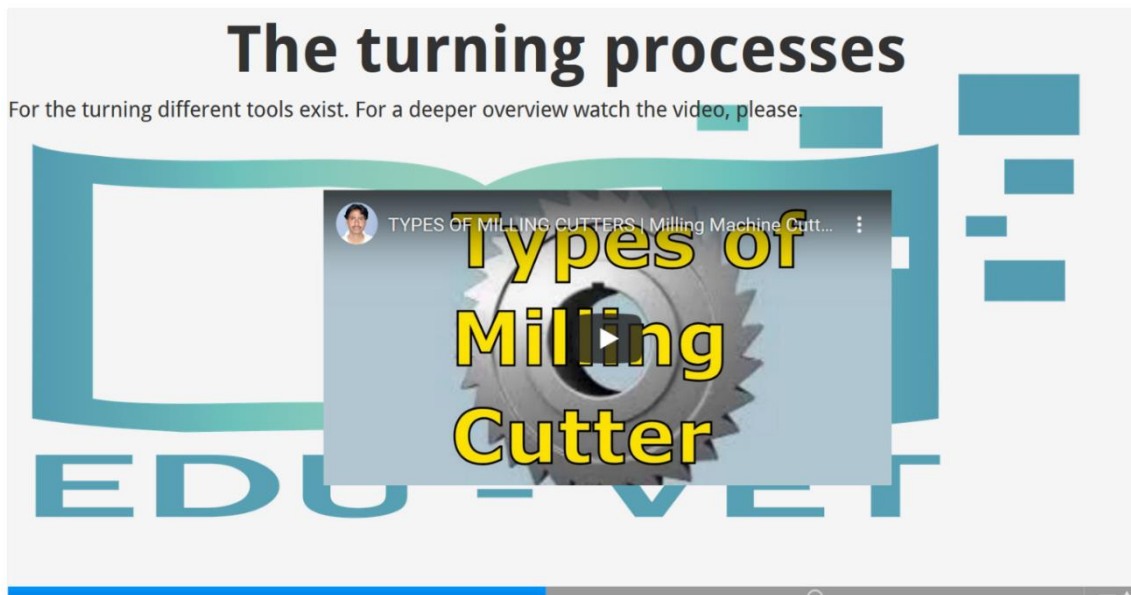 The turning processes
For the turning different tools exist. For a deeper overview watch the video, please.
TYPES OF MILLING CUTTERS | Milling Machine Cutt...
Types of
Milling
Cutter
EDU - VET